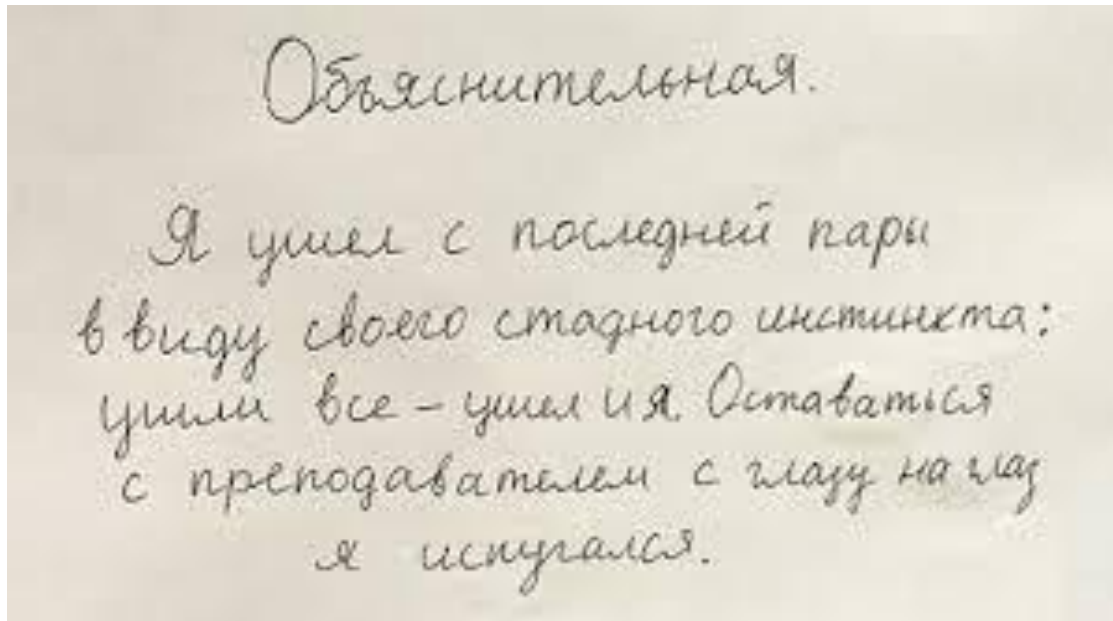 Объяснительная.
Я ушел с последней пары
в виду своего стадного инстинкта:
ушли все – ушел и я. Оставаться
с преподавателем с глазу на глаз
я испугался.